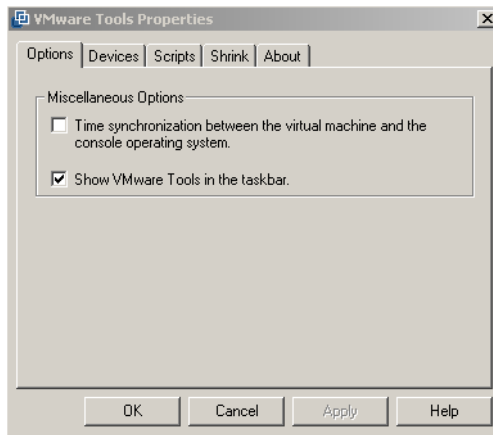 VMware Tools Properties
Options Devices Scripts Shrink About
Miscellaneous Options
Time synchronization between the virtual machine and the
console operating system.
Show VMware Tools in the taskbar.
OK Cancel Apply Help